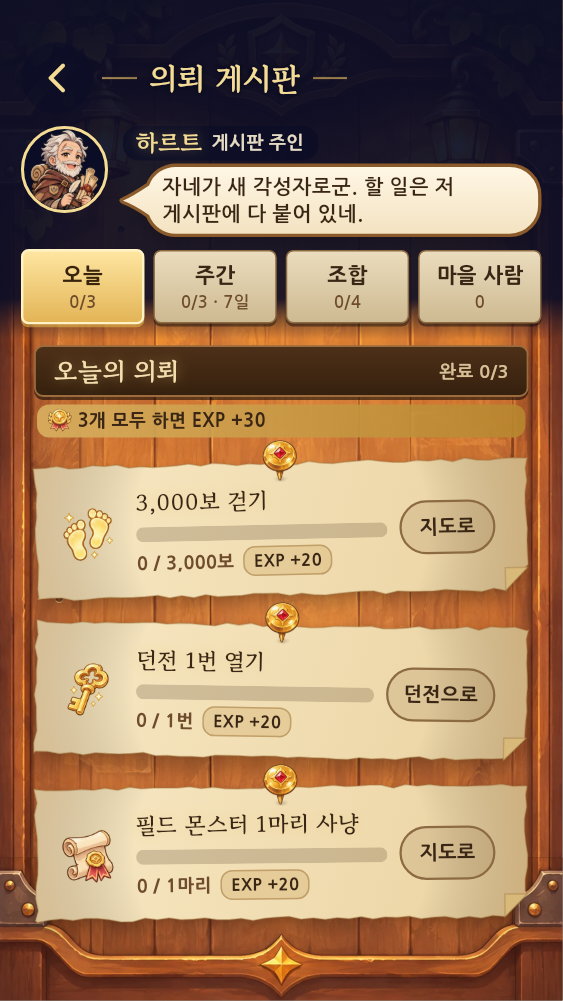 의뢰 게시판
하르트 게시판 주인
자네가 새 각성자로군. 할 일은 저
게시판에 다 붙어 있네.
오늘
0/3
주간
0/3 · 7일
조합
0/4
마을 사람
0
오늘의 의뢰
완료 0/3
3개 모두 하면 EXP +30
3,000보 걷기
0 / 3,000보
EXP +20
지도로
던전 1번 열기
0 / 1번
EXP +20
던전으로
필드 몬스터 1마리 사냥
0 / 1마리
EXP +20
지도로